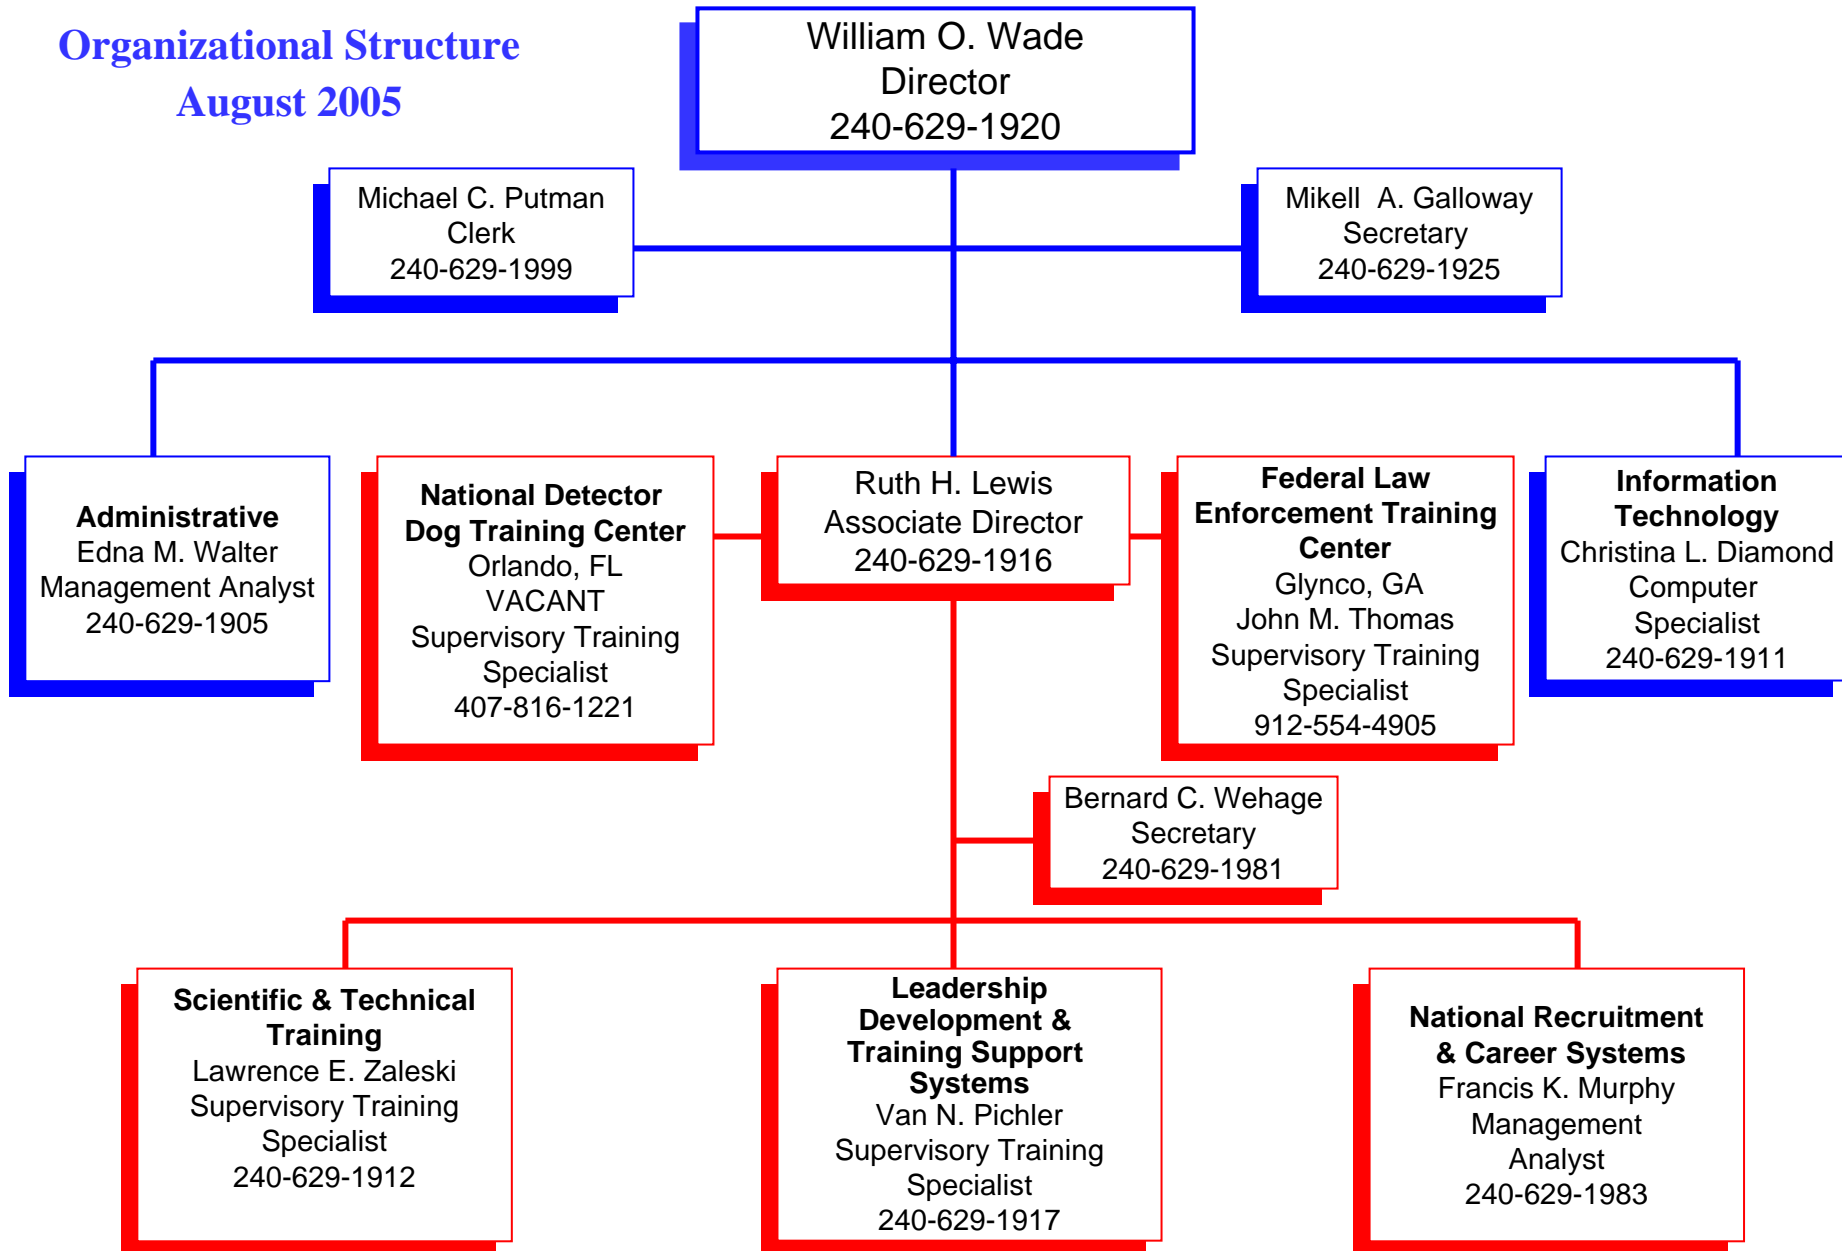 Organizational Structure
August 2005
William O. Wade
Director
240-629-1920
Michael C. Putman
Clerk
240-629-1999
Mikell A. Galloway
Secretary
240-629-1925
Administrative
Edna M. Walter
Management Analyst
240-629-1905
National Detector
Dog Training Center
Orlando, FL
VACANT
Supervisory Training
Specialist
407-816-1221
Ruth H. Lewis
Associate Director
240-629-1916
Federal Law
Enforcement Training
Center
Glynco, GA
John M. Thomas
Supervisory Training
Specialist
912-554-4905
Information
Technology
Christina L. Diamond
Computer
Specialist
240-629-1911
Bernard C. Wehage
Secretary
240-629-1981
Scientific & Technical
Training
Lawrence E. Zaleski
Supervisory Training
Specialist
240-629-1912
Leadership
Development &
Training Support
Systems
Van N. Pichler
Supervisory Training
Specialist
240-629-1917
National Recruitment
& Career Systems
Francis K. Murphy
Management
Analyst
240-629-1983